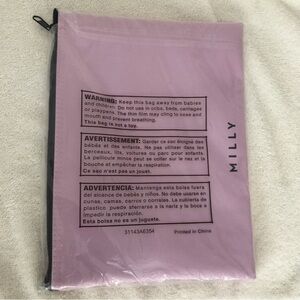 WARNING: Keep this bag away from babies
and children. Do not use in cribs, beds, carriages
or playpens. The thin film may cling to nose and
mouth and prevent breathing.
This bag is not a toy.
AVERTISSEMENT: Garder ce sac éloigné des
bébés et des enfants. Ne pas utiliser dans les
berceaux, lits, voitures ou parc pour enfants.
La pellicule mince peut se coller sur le nez et la
bouche et empêcher la respiration.
Ce sac n'est pas un jouet.
ADVERTENCIA: Mantenga esta bolsa fuera
del alcance de bebés y niños. No debe usarse en
cunas, camas, carros o corrales. La cubierta de
plastico puede aferrarse a la nariz y la boca e
impedir la respiración.
Esta bolsa no es un juguete.
31143A6354 Printed in China
MILLY